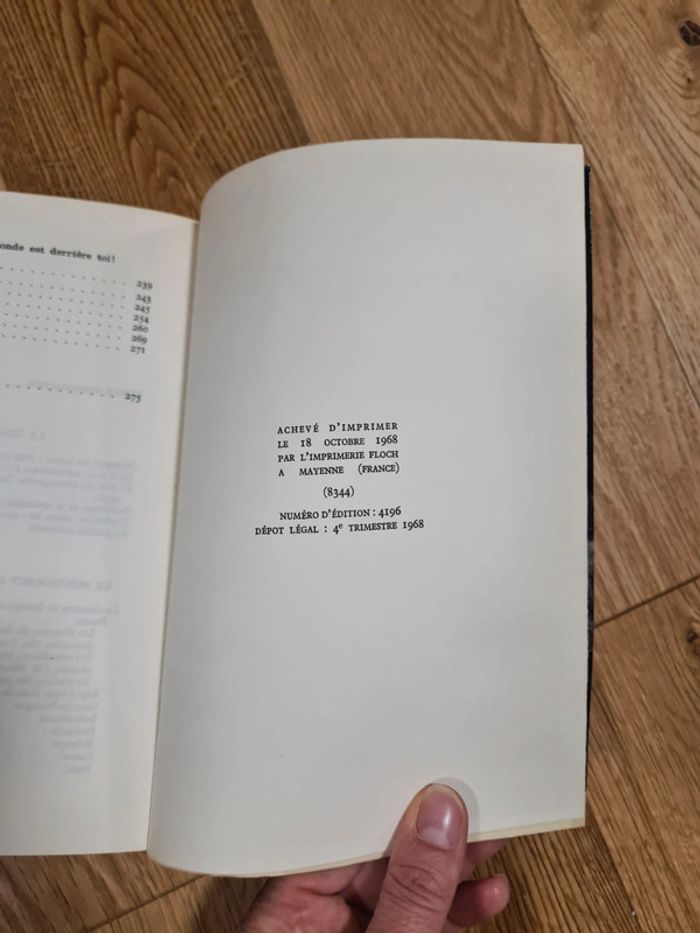 onde est derrière toi!
239
243
245
254
260
269
271
275
ACHEVÉ D'IMPRIMER
LE 18 OCTOBRE 1968
PAR L'IMPRIMERIE FLOCH
A MAYENNE (FRANCE)
(8344)
NUMÉRO D'ÉDITION : 4196
DÉPOT LÉGAL : 4e TRIMESTRE 1968